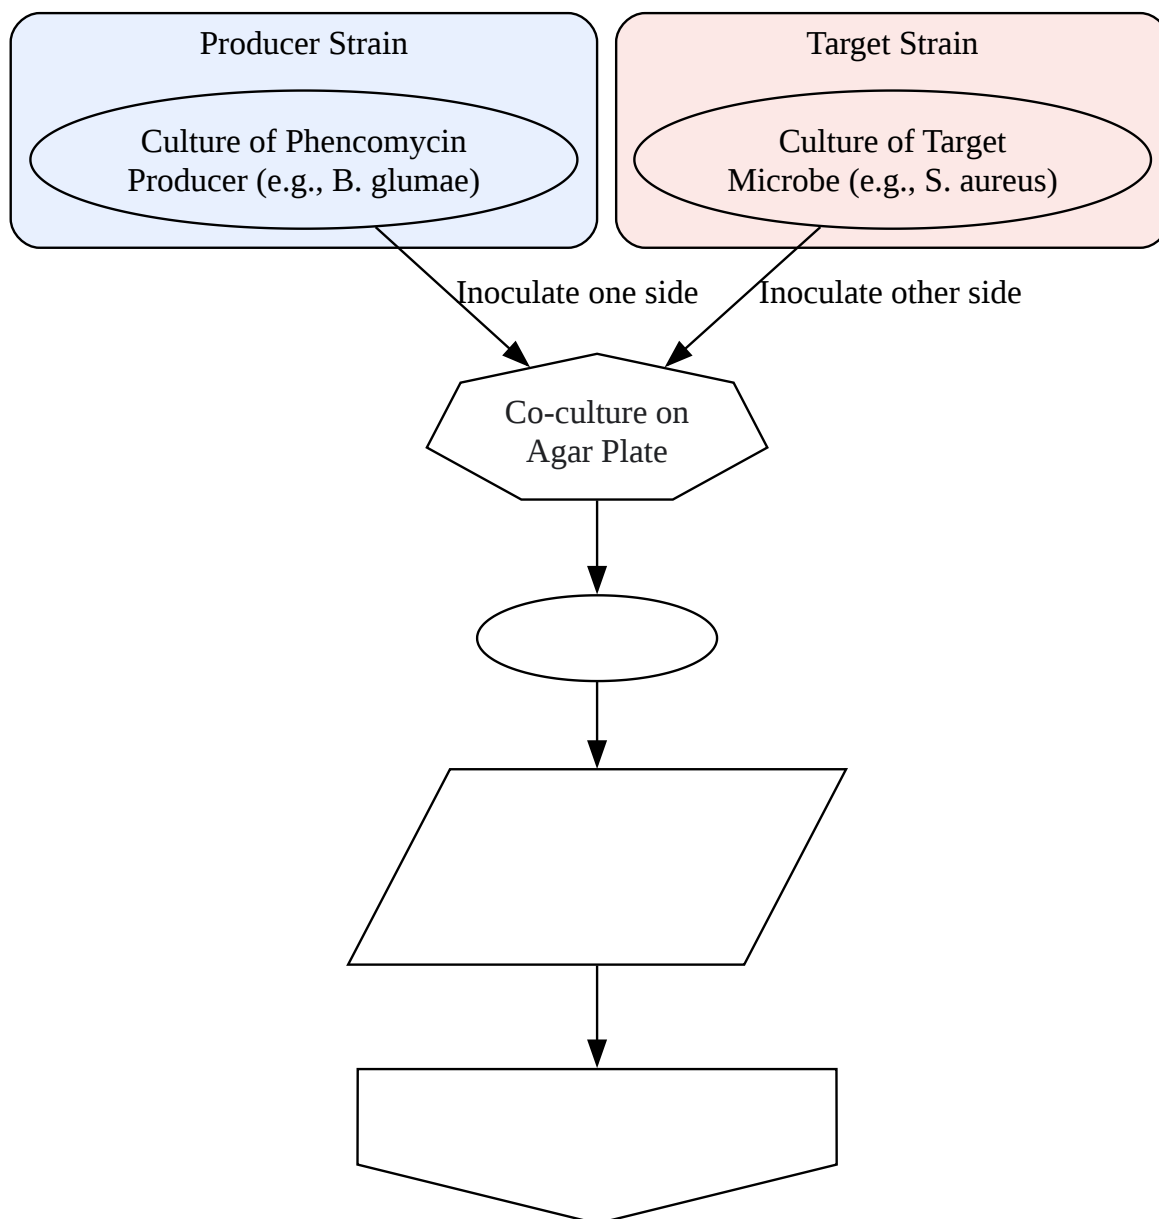 Producer Strain
Target Strain
Culture of Phencomycin
Producer (e.g., B. glumae)
Culture of Target
Microbe (e.g., S. aureus)
Inoculate one side
Inoculate other side
Co-culture on
Agar Plate